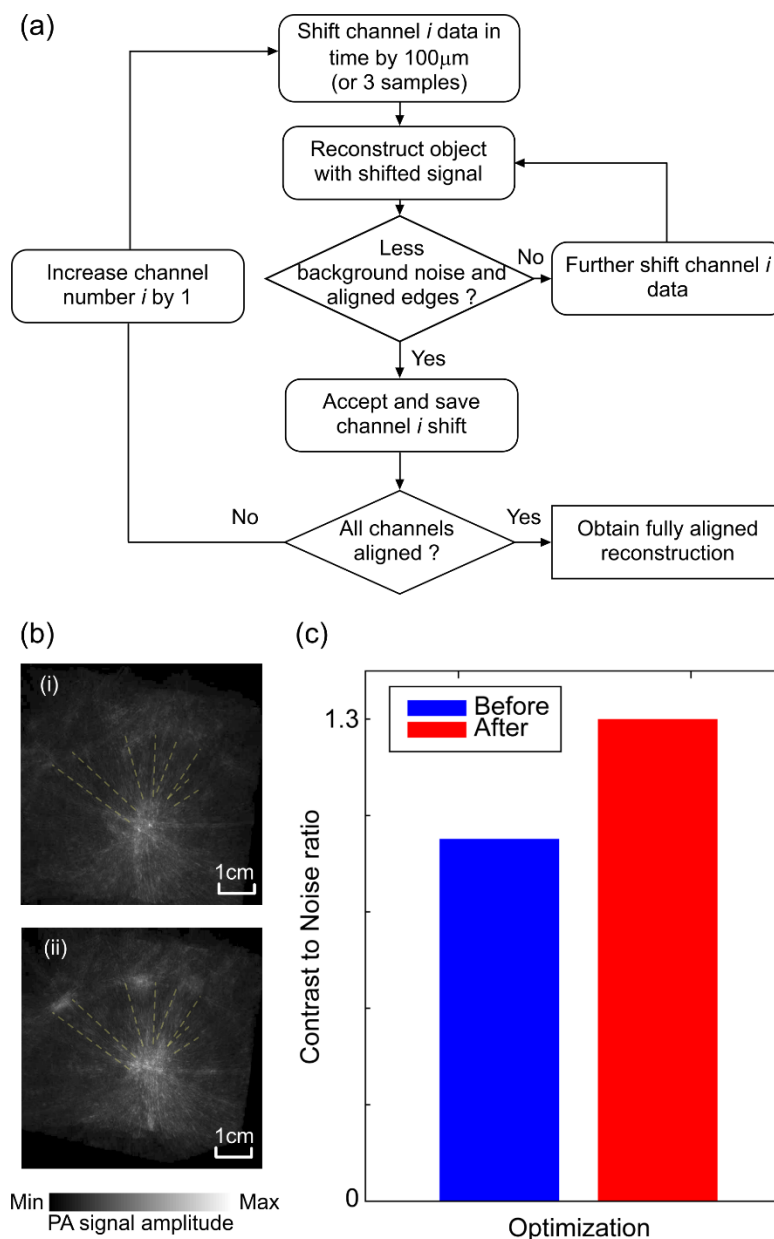 (a)
Shift channel i data in
time by 100μm
(or 3 samples)
Reconstruct object
with shifted signal
Less
background noise and
aligned edges ?
No
Further shift channel i
data
Increase channel
number i by 1
Yes
Accept and save
channel i shift
No
All channels
aligned ?
Yes
Obtain fully aligned
reconstruction
(b)
(i)
1cm
(ii)
1cm
Min
Max
PA signal amplitude
(c)
Before
After
1.3
0
Contrast to Noise ratio
Optimization